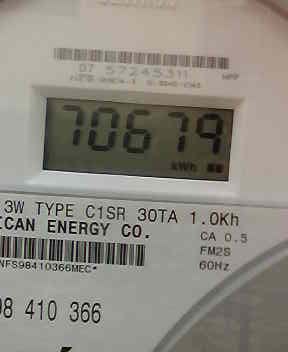 07 57245311
70679
kWh
3W TYPE C1SR 30TA 1.0Kh
ICAN ENERGY CO.
CA 0.5
FM2S
NFS98410366MEC*
60Hz
98 410 366